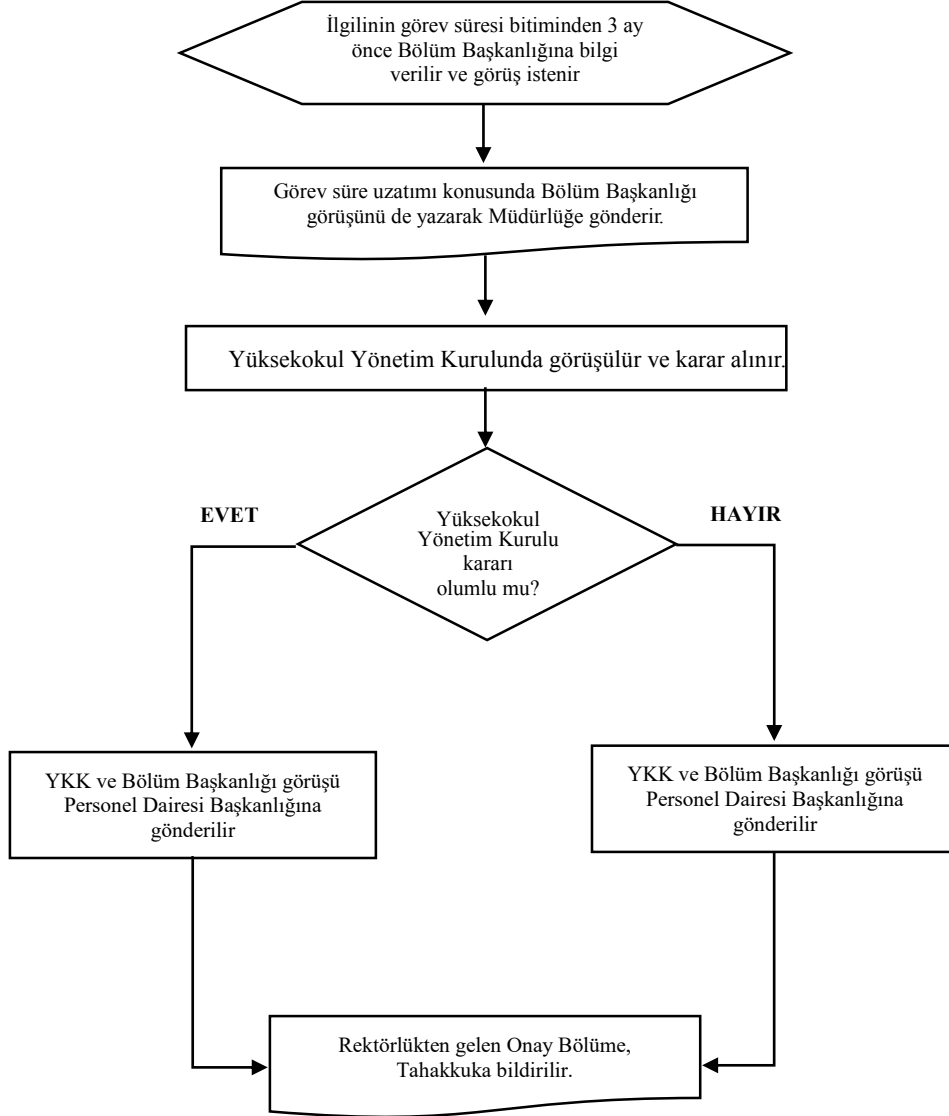 İlgilinin görev süresi bitiminden 3 ay
önce Bölüm Başkanlığına bilgi
verilir ve görüş istenir
Görev süre uzatımı konusunda Bölüm Başkanlığı
görüşünü de yazarak Müdürlüğe gönderir.
Yüksekokul Yönetim Kurulunda görüşülür ve karar alınır.
EVET
HAYIR
Yüksekokul
Yönetim Kurulu
kararı
olumlu mu?
YKK ve Bölüm Başkanlığı görüşü
Personel Dairesi Başkanlığına
gönderilir
YKK ve Bölüm Başkanlığı görüşü
Personel Dairesi Başkanlığına
gönderilir
Rektörlükten gelen Onay Bölüme,
Tahakkuka bildirilir.